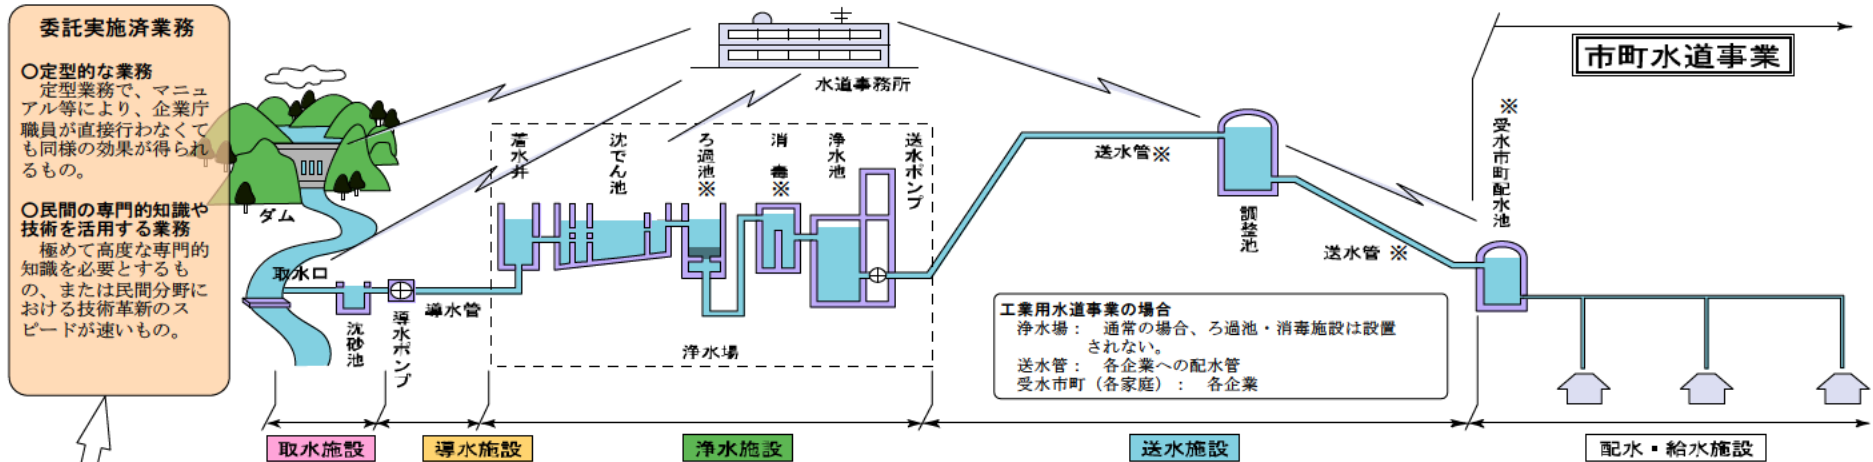 委託実施済業務
〇定型的な業務
定型業務で、マニュ
アル等により、企業庁
職員が直接行わなくて
も同様の効果が得られ
るもの。
〇民間の専門的知識や
技術を活用する業務
極めて高度な専門的
知識を必要とするも
の、または民間分野に
おける技術革新のス
ピードが速いもの。
水道事務所
市町水道事業
ダム
取水口
沈砂池
導水ポンプ
導水管
着水井
沈でん池
ろ過池※
消毒※
浄水池
送水ポンプ
浄水場
送水管※
調整池
送水管 ※
※受水市町配水池
工業用水道事業の場合
浄水場： 通常の場合、ろ過池・消毒施設は設置
されない。
送水管： 各企業への配水管
受水市町（各家庭）： 各企業
取水施設
導水施設
浄水施設
送水施設
配水・給水施設